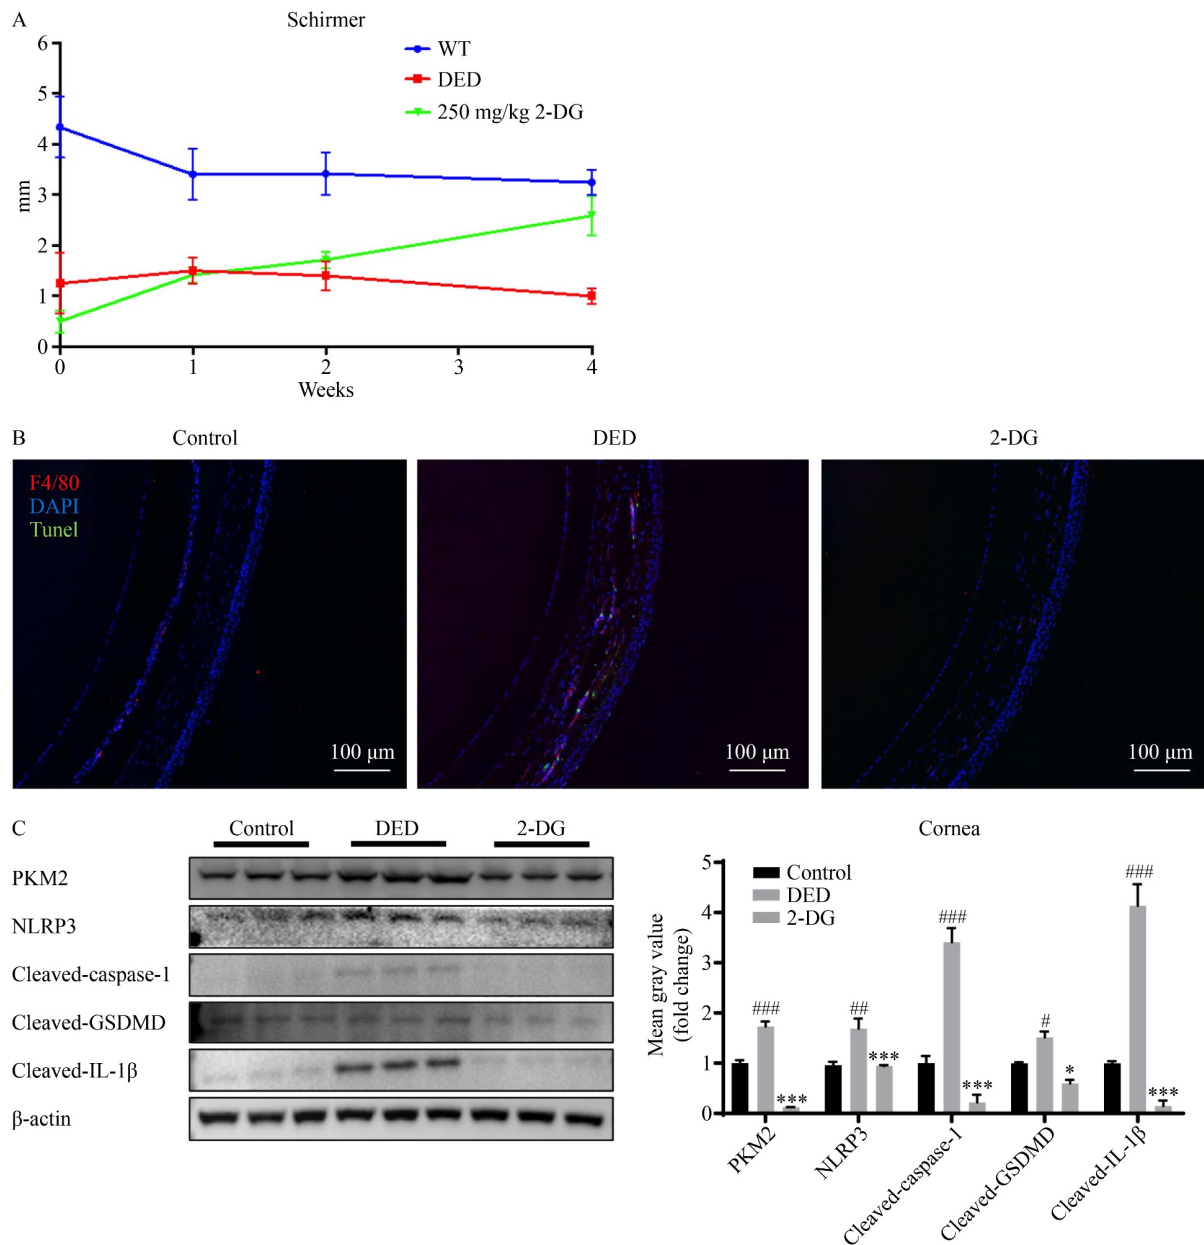 A
Schirmer
WT
DED
250 mg/kg 2-DG
6
5
4
3
2
1
0
mm
0 1 2 3 4
Weeks
B
Control DED 2-DG
F4/80
DAPI
Tunel
100 μm 100 μm 100 μm
C
Control DED 2-DG
PKM2
NLRP3
Cleaved-caspase-1
Cleaved-GSDMD
Cleaved-IL-1β
β-actin
Cornea
Control
DED
2-DG
Mean gray value
(fold change)
5
4
3
2
1
0
###
***
##
***
###
***
#
*
###
***
PKM2
NLRP3
Cleaved-caspase-1
Cleaved-GSDMD
Cleaved-IL-1β